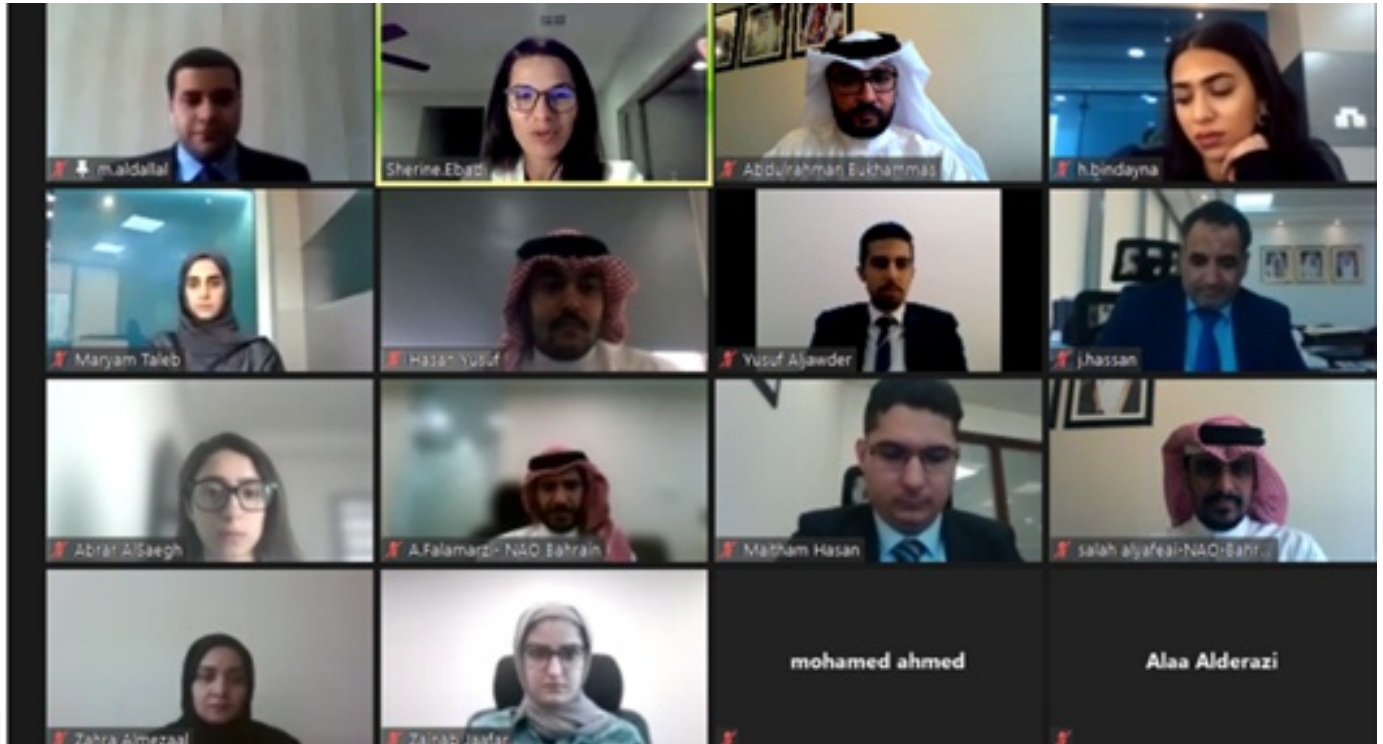 m.aldallal
Sherine.Ebadi
Abdulrahman Bukhammas
h.bindayna
Maryam Taleb
Hasan Yusuf
Yusuf Aljawder
j.hassan
Abrar AlSaegh
A.Falamarzi- NAO Bahrain
Maitham Hasan
salah alyafeai-NAO-Bahr...
Zahra Almezaal
Zainab Jaafar
mohamed ahmed
Alaa Alderazi